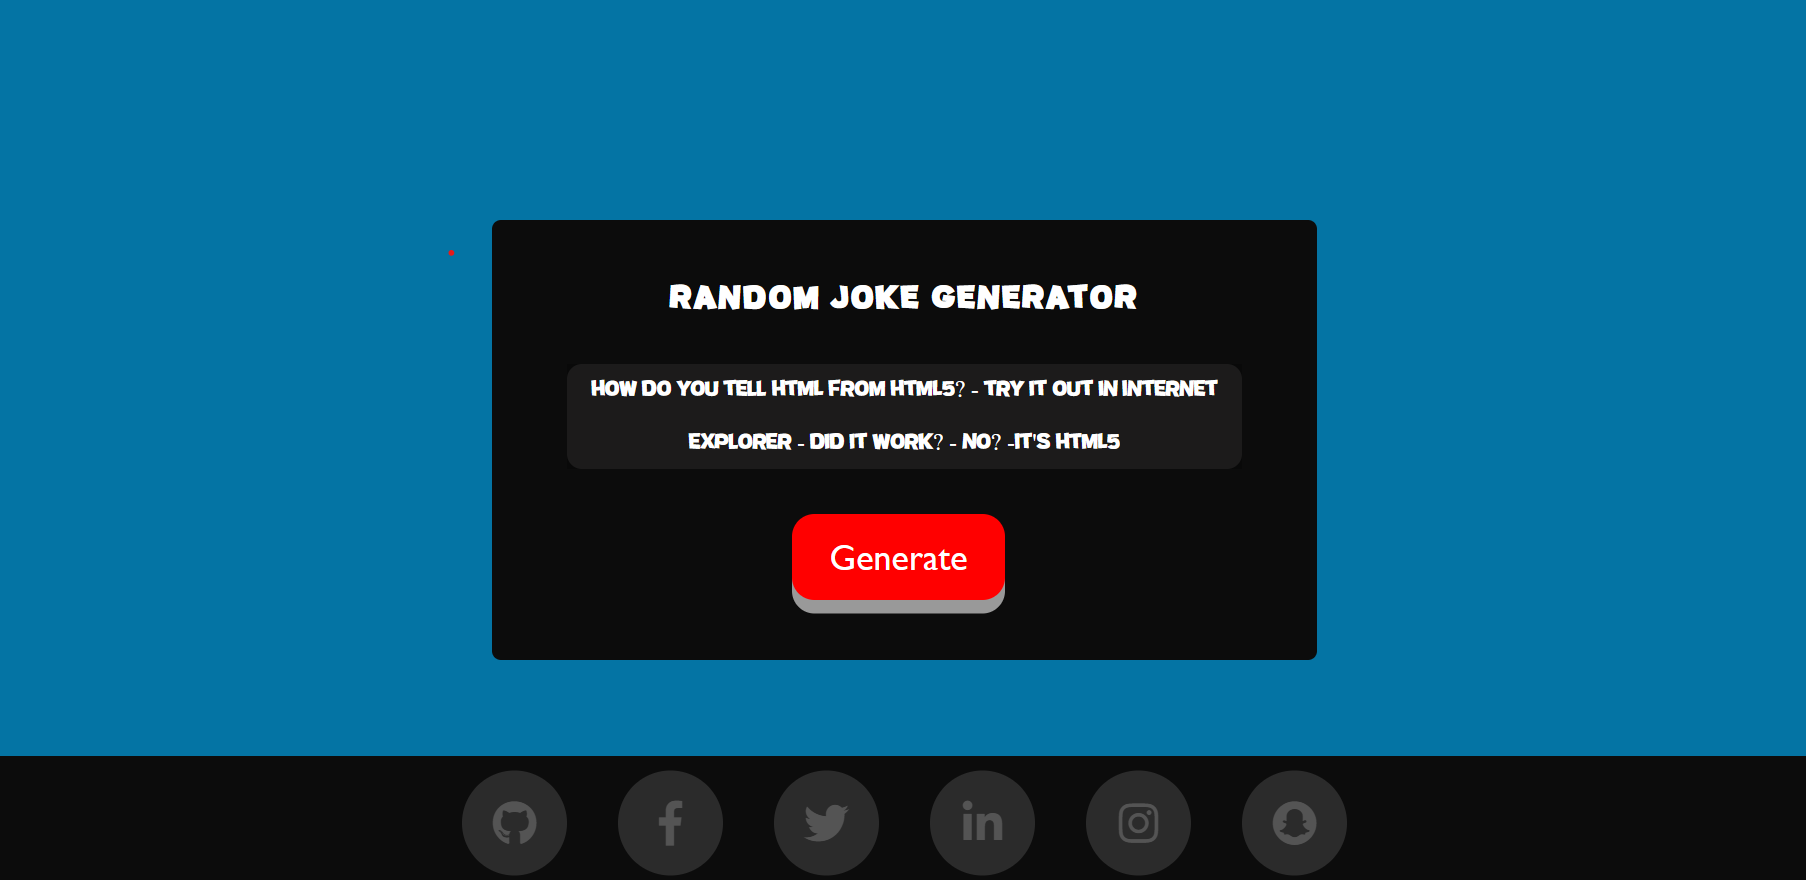 RANDOM JOKE GENERATOR
HOW DO YOU TELL HTML FROM HTML5? - TRY IT OUT IN INTERNET
EXPLORER - DID IT WORK? - NO? -IT'S HTML5
Generate